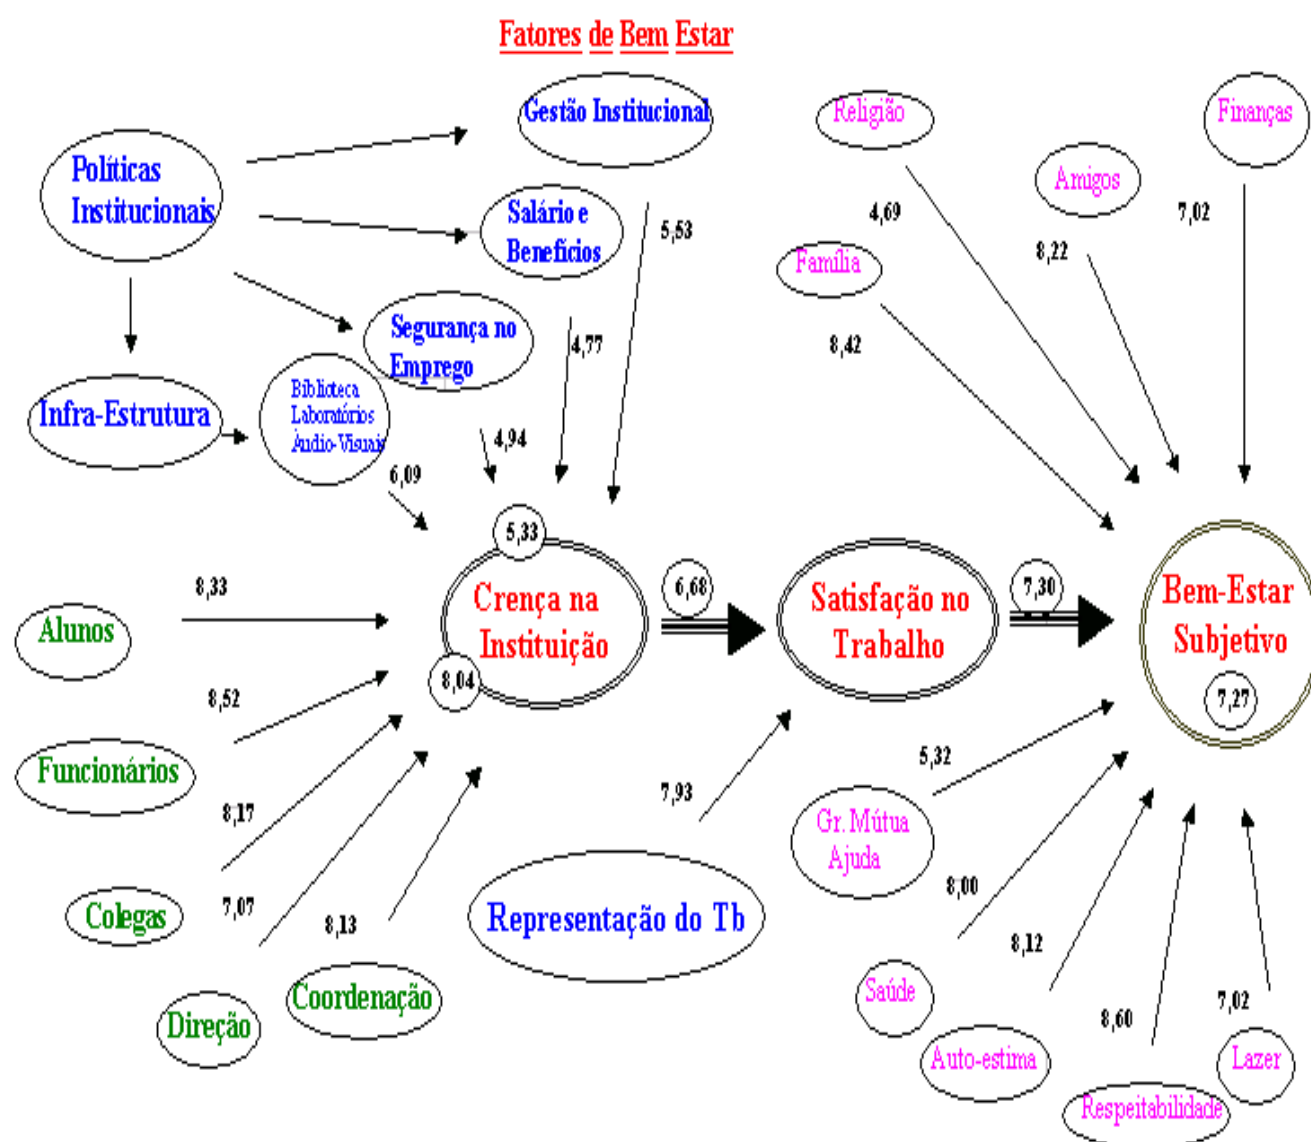 Fatores de Bem Estar
Gestão Institucional
Religião
Finanças
Políticas
Institucionais
Amigos
Salário e
Benefícios
5,53
4,69
7,02
8,22
Família
Segurança no
Emprego
4,77
8,42
Biblioteca
Laboratórios
Áudio-Visuais
Infra-Estrutura
4,94
6,09
5,33
8,33
6,68
7,30
Crença na
Instituição
Satisfação no
Trabalho
Bem-Estar
Subjetivo
Alunos
8,04
7,27
8,52
Funcionários
5,32
7,93
8,17
Gr. Mútua
Ajuda
Colegas
7,07
8,13
Representação do Tb
8,00
8,12
Coordenação
Saúde
Direção
8,60
7,02
Auto-estima
Lazer
Respeitabilidade